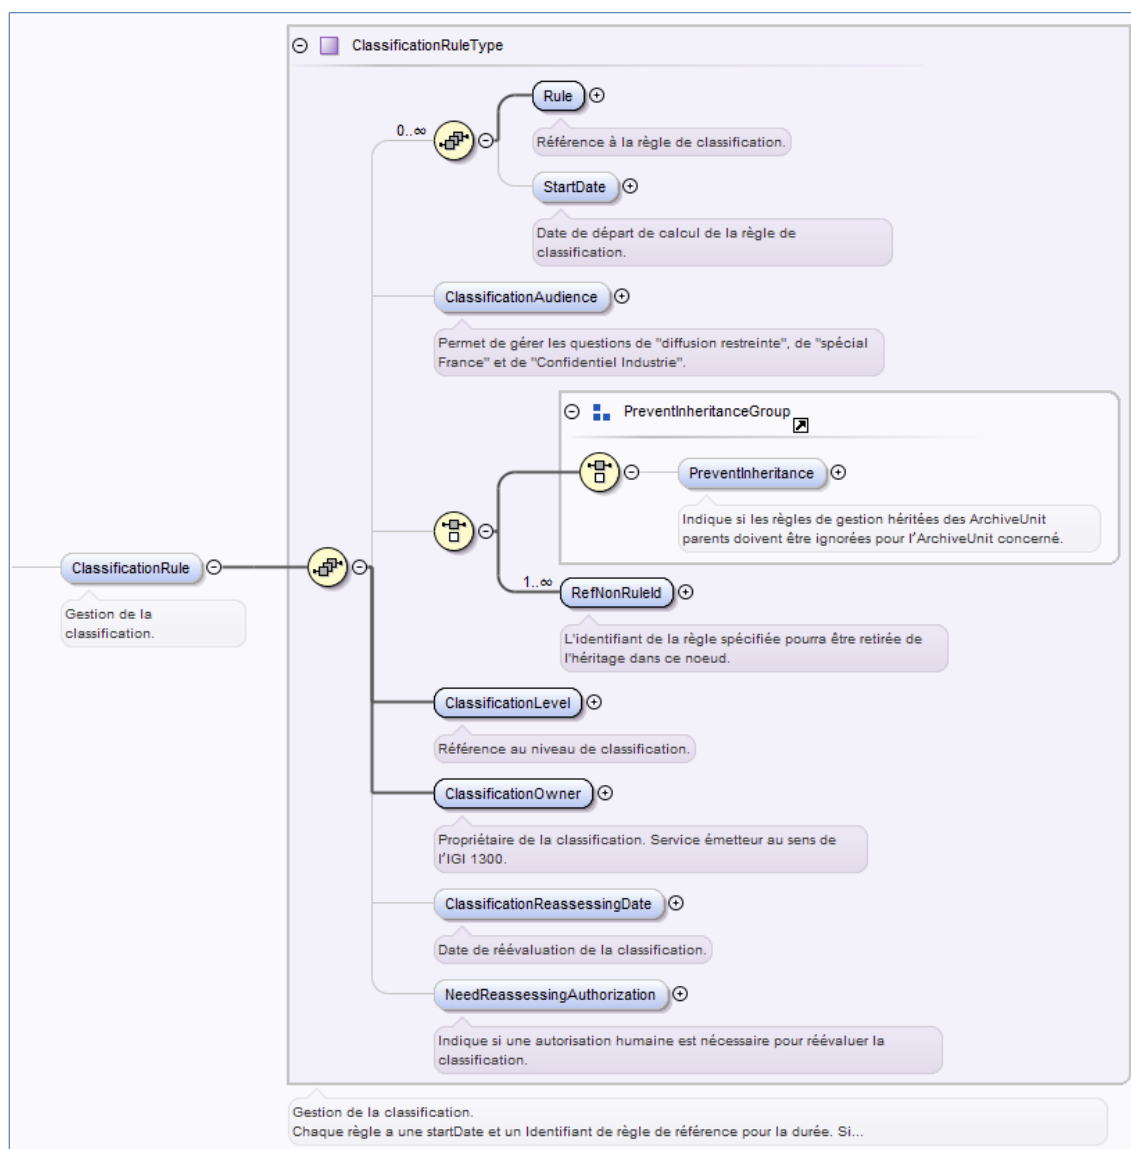 ClassificationRuleType
Rule
0..∞
Référence à la règle de classification.
StartDate
Date de départ de calcul de la règle de
classification.
ClassificationAudience
Permet de gérer les questions de "diffusion restreinte", de "spécial
France" et de "Confidentiel Industrie".
PreventInheritanceGroup
PreventInheritance
Indique si les règles de gestion héritées des ArchiveUnit
parents doivent être ignorées pour l'ArchiveUnit concerné.
ClassificationRule
Gestion de la
classification.
1..∞
RefNonRuleId
L'identifiant de la règle spécifiée pourra être retirée de
l'héritage dans ce noeud.
ClassificationLevel
Référence au niveau de classification.
ClassificationOwner
Propriétaire de la classification. Service émetteur au sens de
l'IGI 1300.
ClassificationReassessingDate
Date de réévaluation de la classification.
NeedReassessingAuthorization
Indique si une autorisation humaine est nécessaire pour réévaluer la
classification.
Gestion de la classification.
Chaque règle a une startDate et un Identifiant de règle de référence pour la durée. Si...